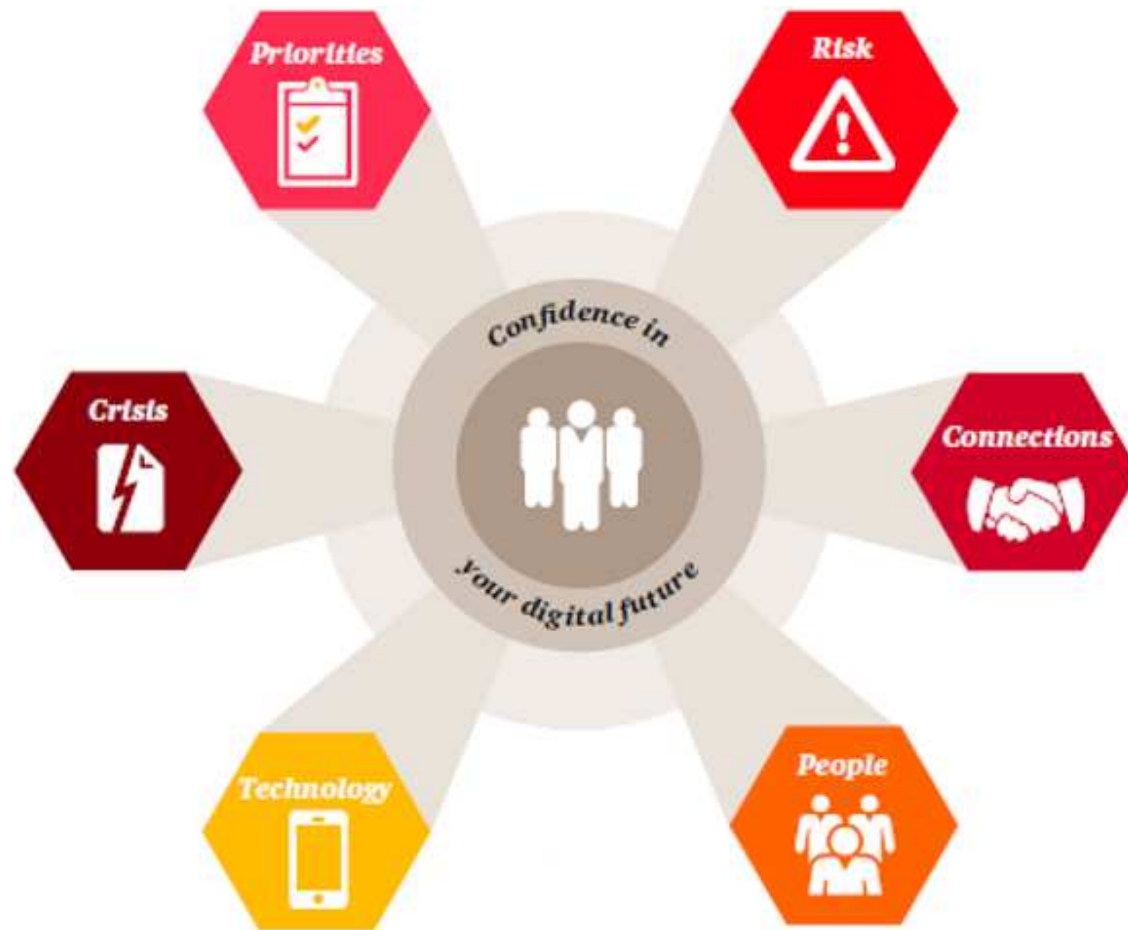 Priorities
Risk
Confidence in
Crisis
Connections
your digital future
Technology
People